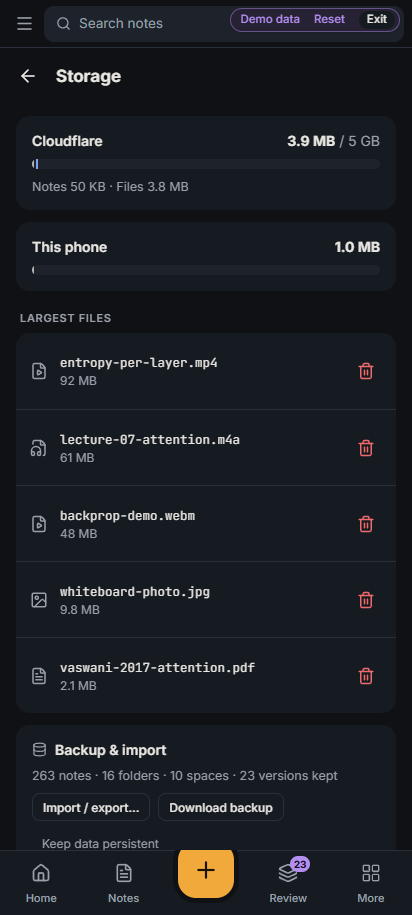 Search notes
Demo data Reset Exit
Storage
Cloudflare 3.9 MB / 5 GB
Notes 50 KB · Files 3.8 MB
This phone 1.0 MB
LARGEST FILES
entropy-per-layer.mp4
92 MB
lecture-07-attention.m4a
61 MB
backprop-demo.webm
48 MB
whiteboard-photo.jpg
9.8 MB
vaswani-2017-attention.pdf
2.1 MB
Backup & import
263 notes · 16 folders · 10 spaces · 23 versions kept
Import / export... Download backup
Keep data persistent
23
Home Notes Review More